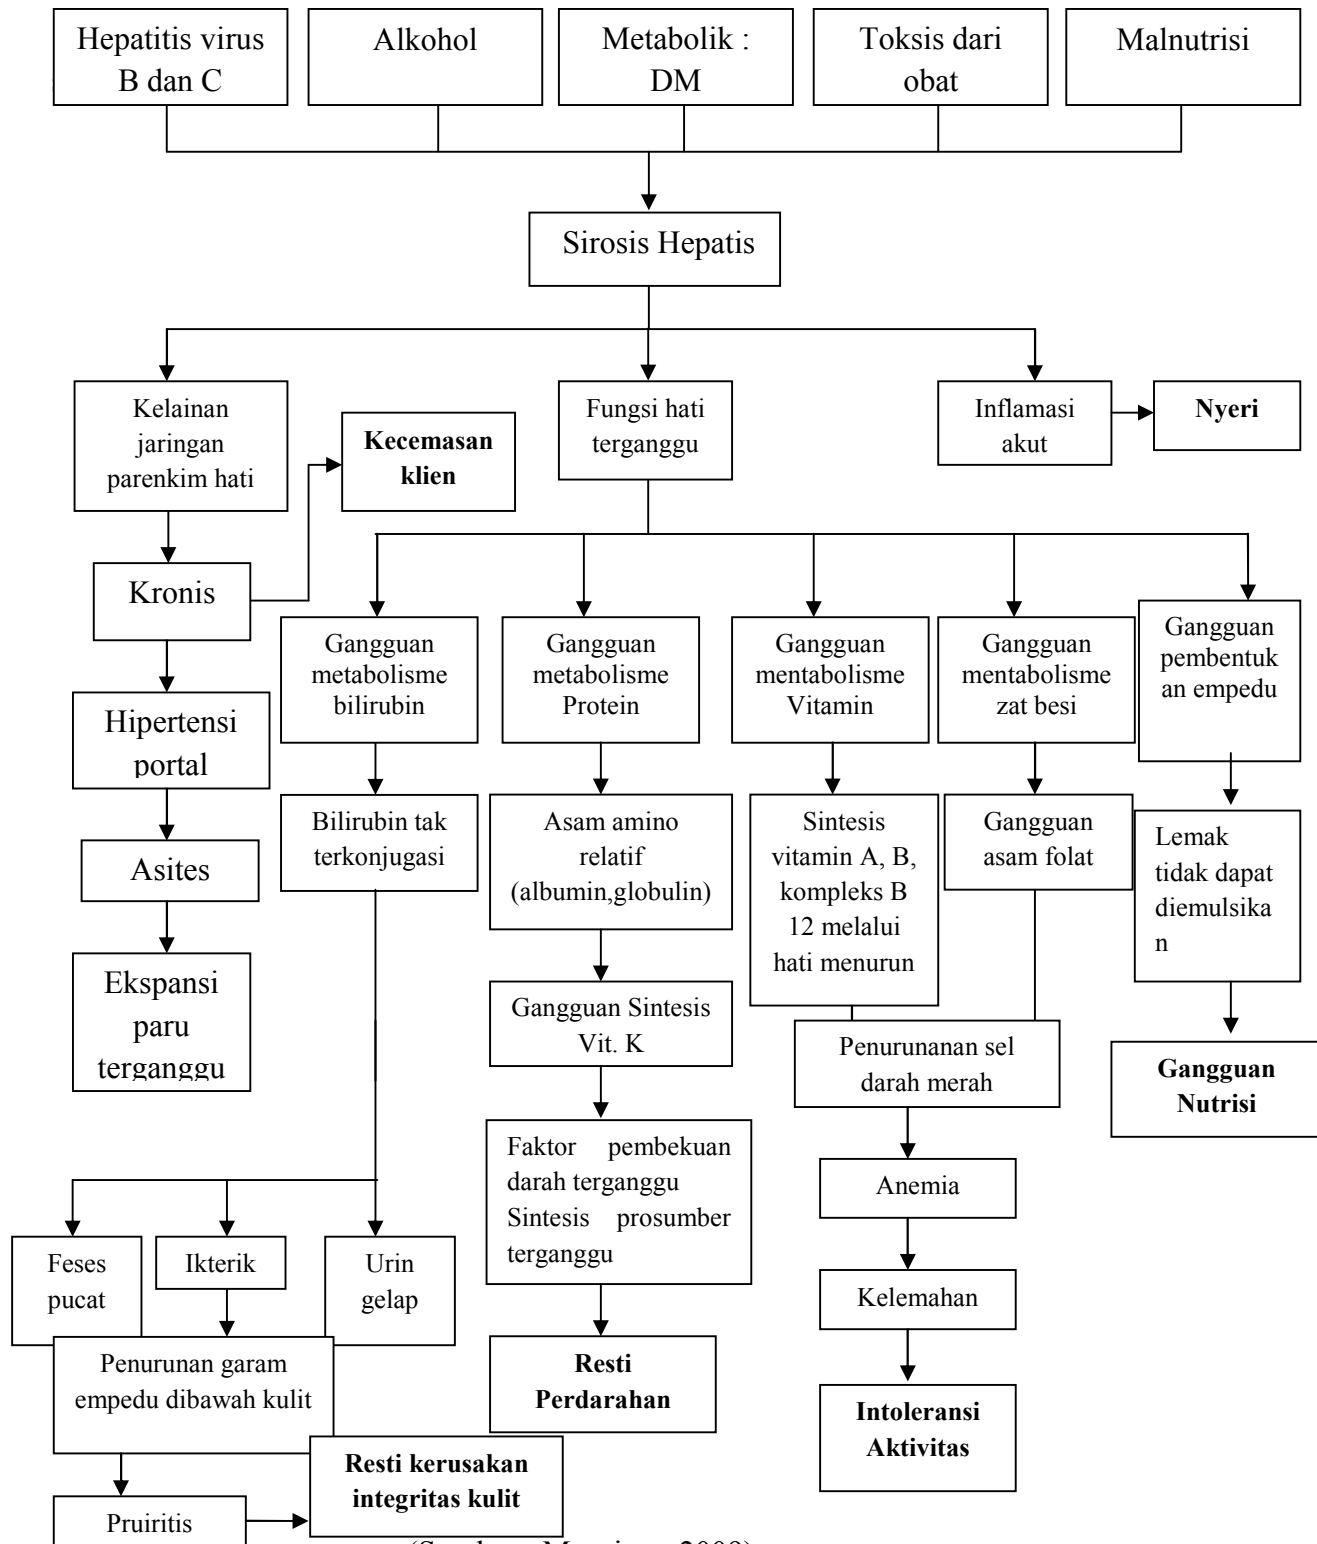 Hepatitis virus
B dan C
Alkohol
Metabolik :
DM
Toksis dari
obat
Malnutrisi
Sirosis Hepatis
Kelainan
jaringan
parenkim hati
Kecemasan
klien
Fungsi hati
terganggu
Inflamasi
akut
Nyeri
Kronis
Gangguan
metabolisme
bilirubin
Gangguan
metabolisme
Protein
Gangguan
mentabolisme
Vitamin
Gangguan
mentabolisme
zat besi
Gangguan
pembentuk
an empedu
Hipertensi
portal
Bilirubin tak
terkonjugasi
Asam amino
relatif
(albumin,globulin)
Sintesis
vitamin A, B,
kompleks B
12 melalui
hati menurun
Gangguan
asam folat
Lemak
tidak dapat
diemulsika
n
Asites
Ekspansi
paru
terganggu
Gangguan Sintesis
Vit. K
Penurunanan sel
darah merah
Gangguan
Nutrisi
Faktor pembekuan
darah terganggu
Sintesis prosumber
terganggu
Anemia
Feses
pucat
Ikterik
Urin
gelap
Kelemahan
Penurunan garam
empedu dibawah kulit
Resti
Perdarahan
Intoleransi
Aktivitas
Resti kerusakan
integritas kulit
Pruiritis
2008)